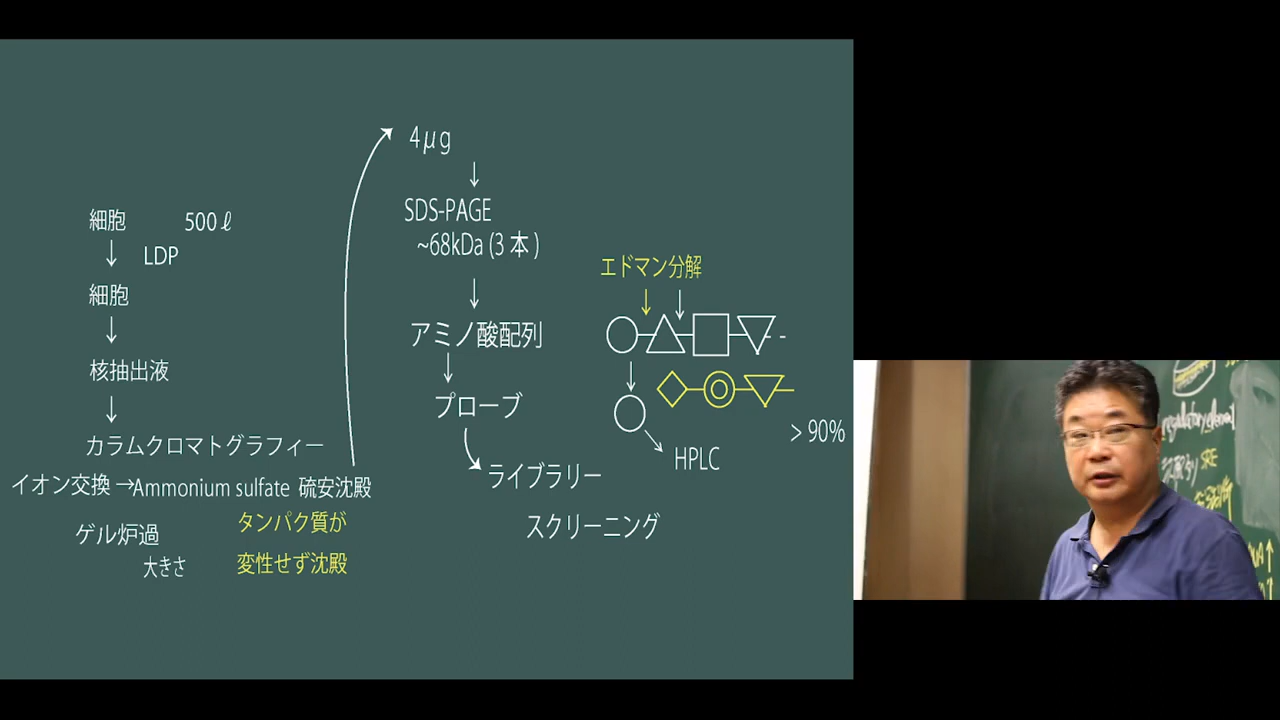 細胞 500ℓ
↓ LDP
細胞
↓
核抽出液
↓
カラムクロマトグラフィー
イオン交換→Ammonium sulfate 硫安沈殿
ゲル炉過
大きさ
タンパク質が
変性せず沈殿
4μg
↓
SDS-PAGE
~68kDa (3本)
↓
アミノ酸配列
↓
プローブ
ライブラリー
スクリーニング
エドマン分解
HPLC
>90%
regulatory
SRE